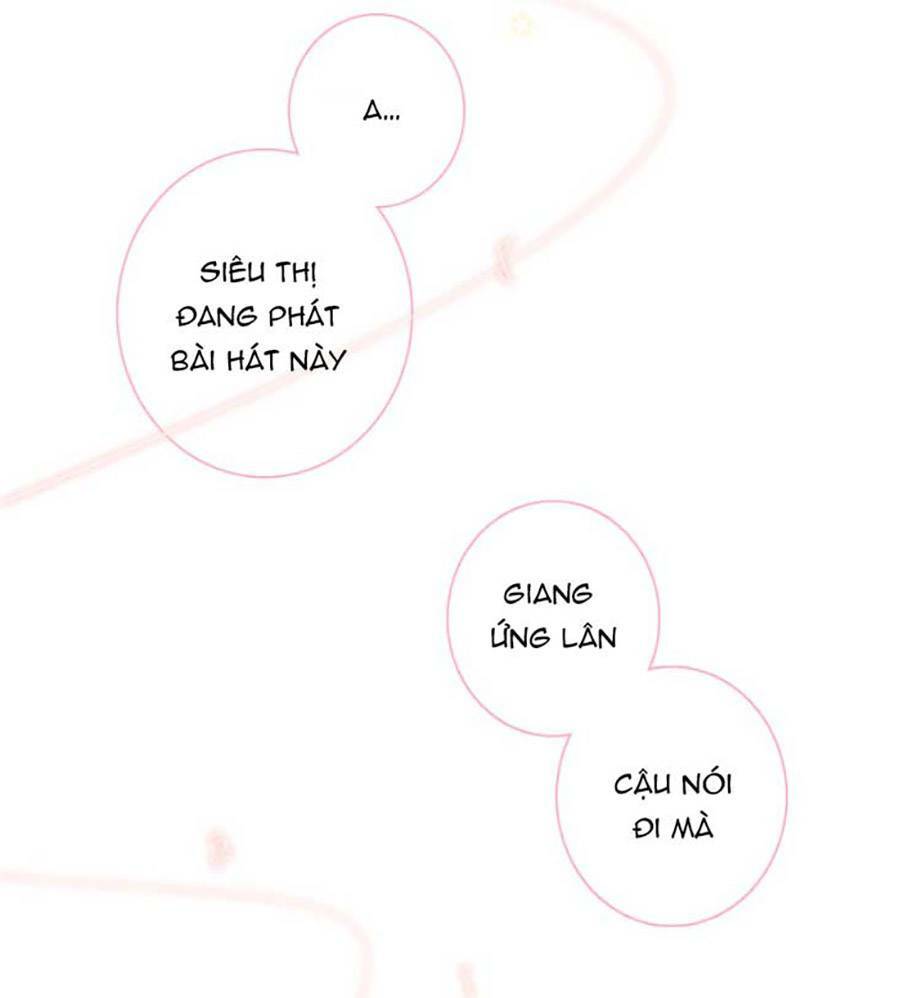 A...
SIÊU THỊ
ĐANG PHÁT
BÀI HÁT NÀY
GIANG
ỨNG LÂN
CẬU NÓI
ĐI MÀ